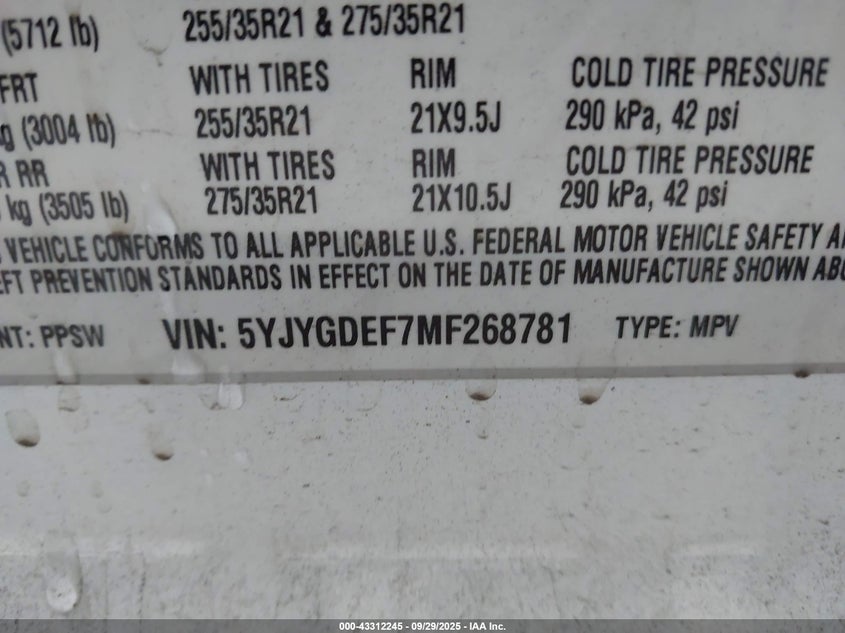 (5712 lb) 255/35R21 & 275/35R21
FRT WITH TIRES RIM COLD TIRE PRESSURE
g (3004 lb) 255/35R21 21X9.5J 290 kPa, 42 psi
R RR WITH TIRES RIM COLD TIRE PRESSURE
kg (3505 lb) 275/35R21 21X10.5J 290 kPa, 42 psi
VEHICLE CONFORMS TO ALL APPLICABLE U.S. FEDERAL MOTOR VEHICLE SAFETY A
EFT PREVENTION STANDARDS IN EFFECT ON THE DATE OF MANUFACTURE SHOWN ABO
NT: PPSW VIN: 5YJYGDEF7MF268781 TYPE: MPV
000-43312245 - 09/29/2025 - IAA Inc.